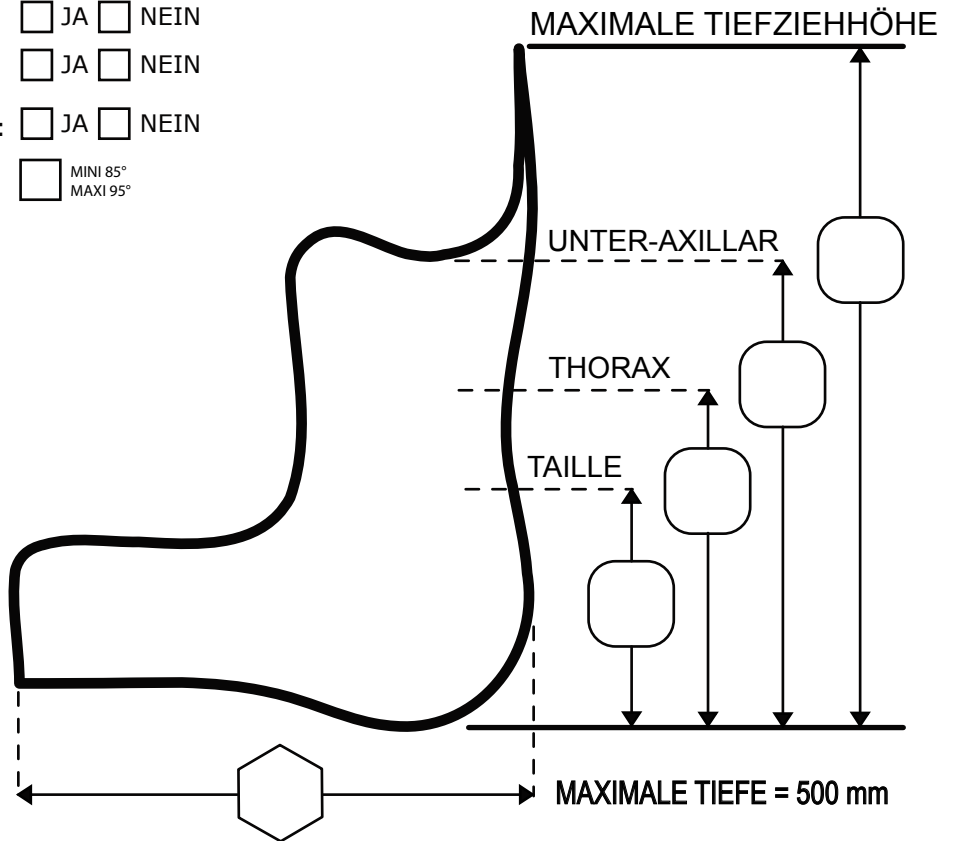 JA NEIN
JA NEIN
: JA NEIN
MINI 85°
MAXI 95°
MAXIMALE TIEFZIEHHÖHE
UNTER-AXILLAR
THORAX
TAILLE
MAXIMALE TIEFE = 500 mm